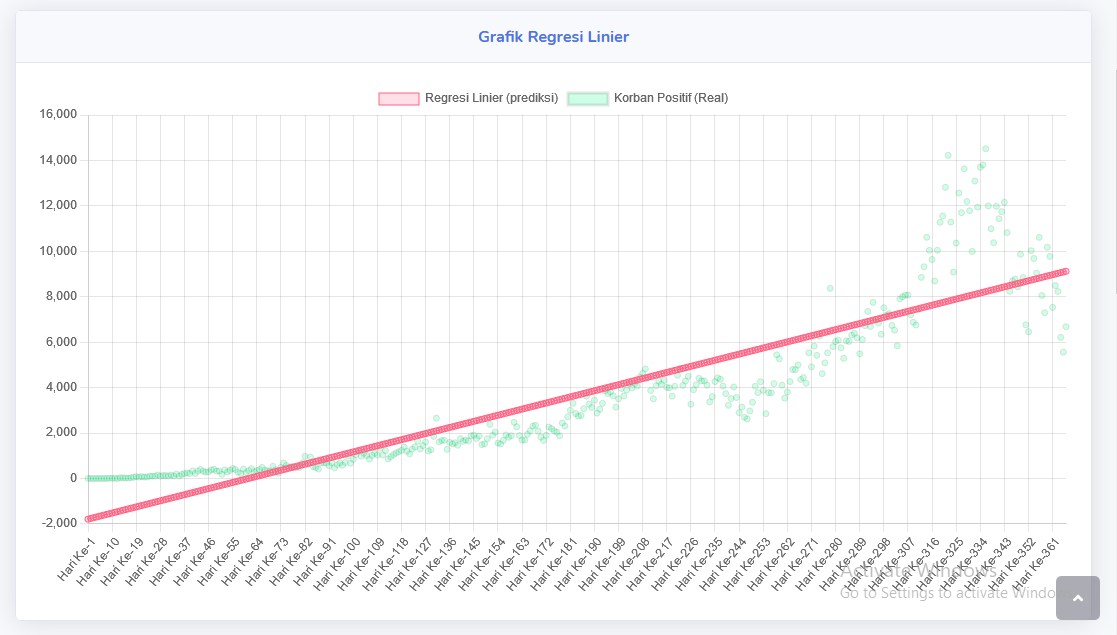 Grafik Regresi Linier
Regresi Linier (prediksi) Korban Positif (Real)
16,000
14,000
12,000
10,000
8,000
6,000
4,000
2,000
0
-2,000
Hari Ke-1
Hari Ke- 10
Hari Ke-19
Hari Ke-28
Hari Ke-37
Hari Ke-46
Hari Ke-55
Hari Ke-64
Hari Ke-73
Hari Ke-82
Hari Ke-91
Hari Ke-100
Hari Ke-109
Hari Ke-118
Hari Ke-127
Hari Ke-136
Hari Ke-145
Hari Ke-154
Hari Ke-163
Hari Ke-172
Hari Ke-181
Hari Ke-190
Hari Ke-199
Hari Ke-208
Hari Ke-217
Hari Ke-226
Hari Ke-235
Hari Ke-244
Hari Ke-253
Hari Ke-262
Hari Ke-271
Hari Ke-280
Hari Ke-289
Hari Ke-298
Hari Ke-307
Hari Ke-316
Hari Ke-325
Hari Ke-334
Hari Ke-343
Hari Ke-352
Hari Ke-361
Activate Windows
Go to Settings to activate Windo